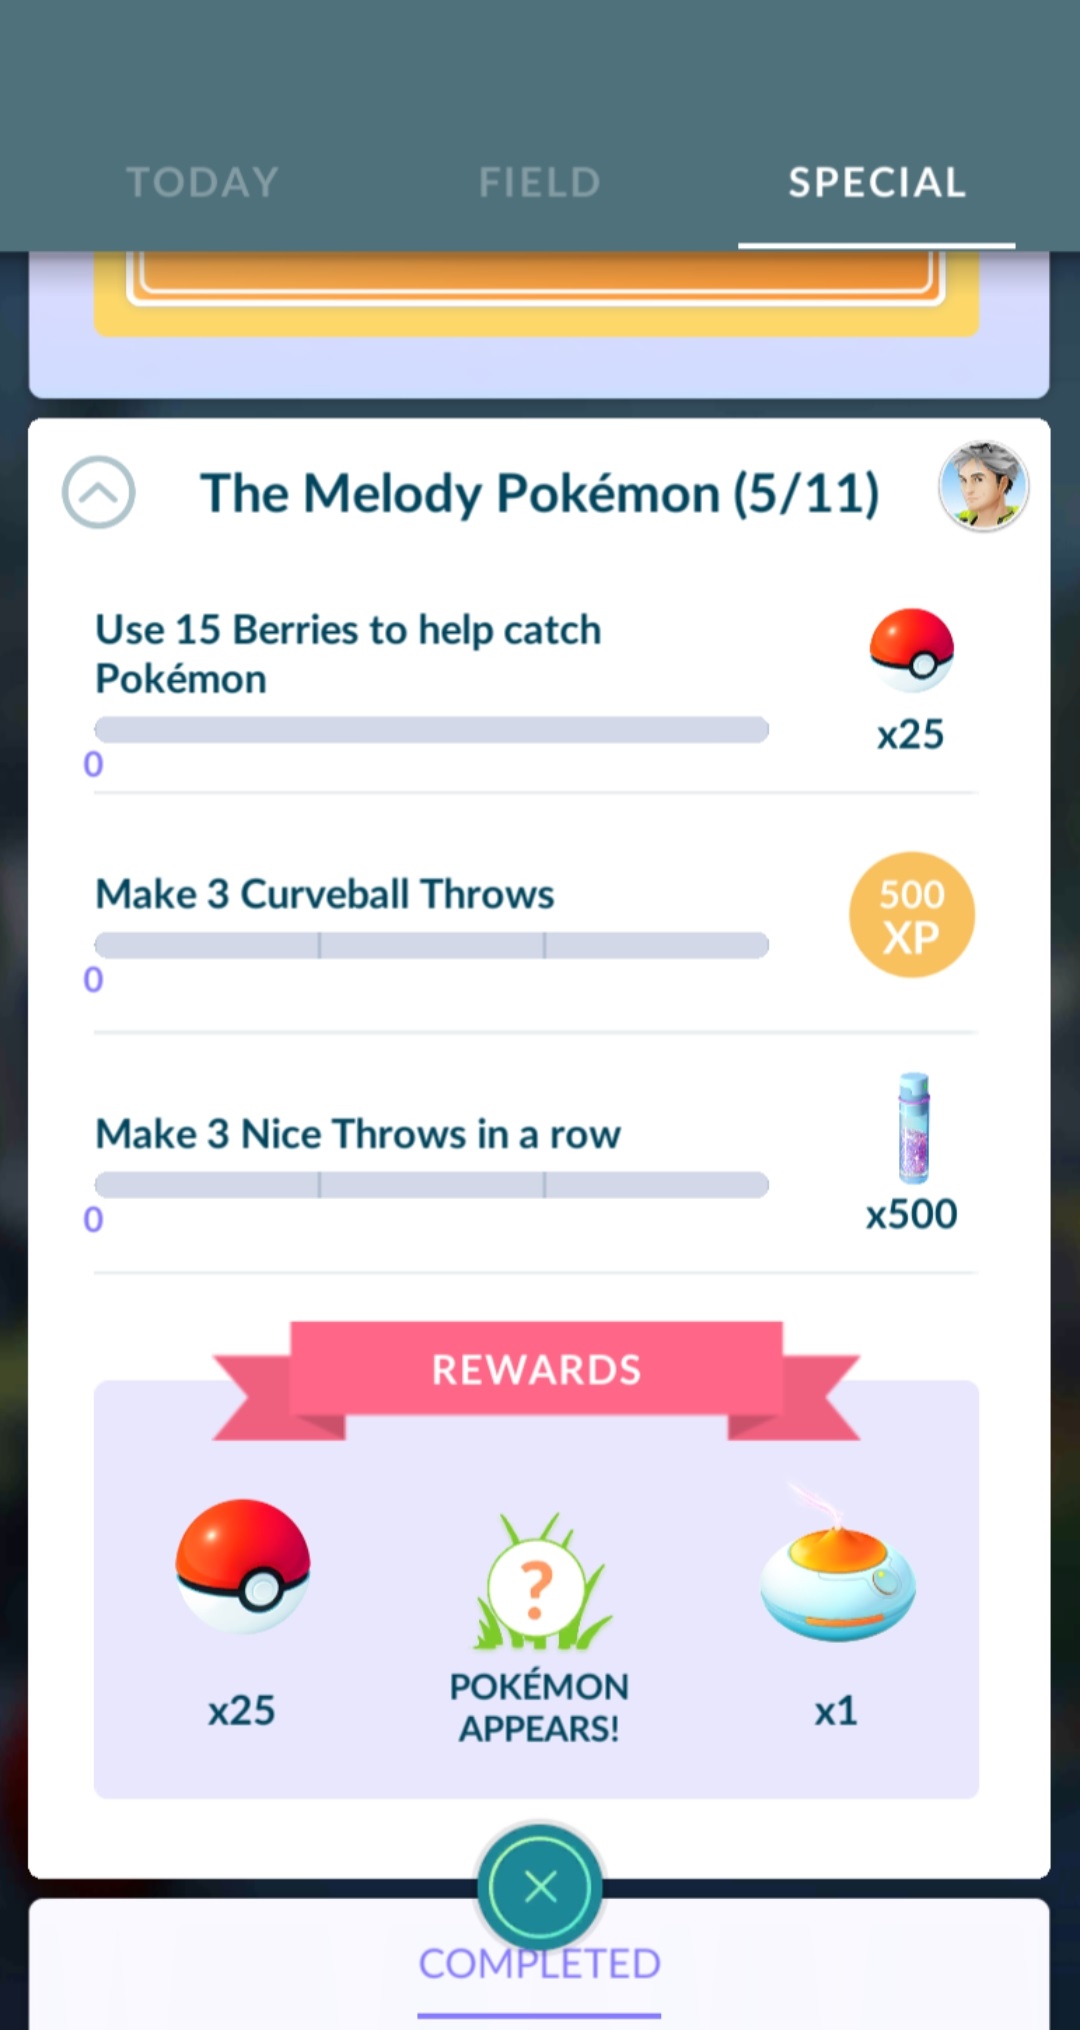 TODAY
FIELD
SPECIAL
The Melody Pokémon (5/11)
Use 15 Berries to help catch
Pokémon
x25
0
Make 3 Curveball Throws
500
XP
0
Make 3 Nice Throws in a row
x500
0
REWARDS
?
x25
POKÉMON
APPEARS!
x1
COMPLETED